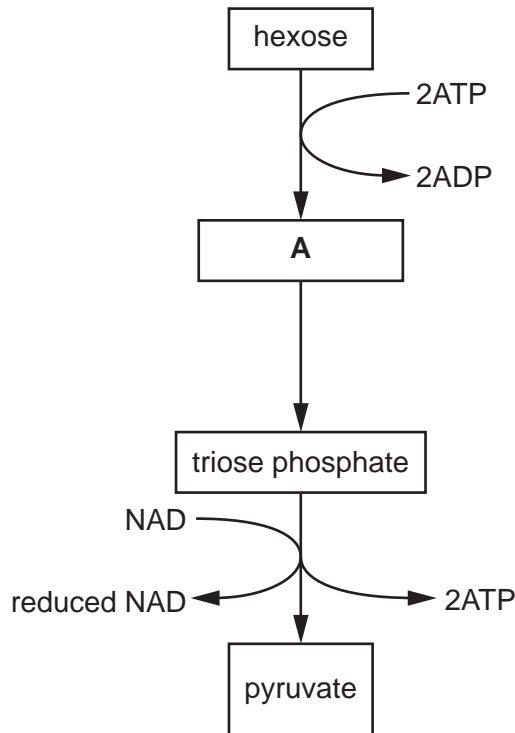 hexose
2ATP
2ADP
A
triose phosphate
NAD
reduced NAD
2ATP
pyruvate